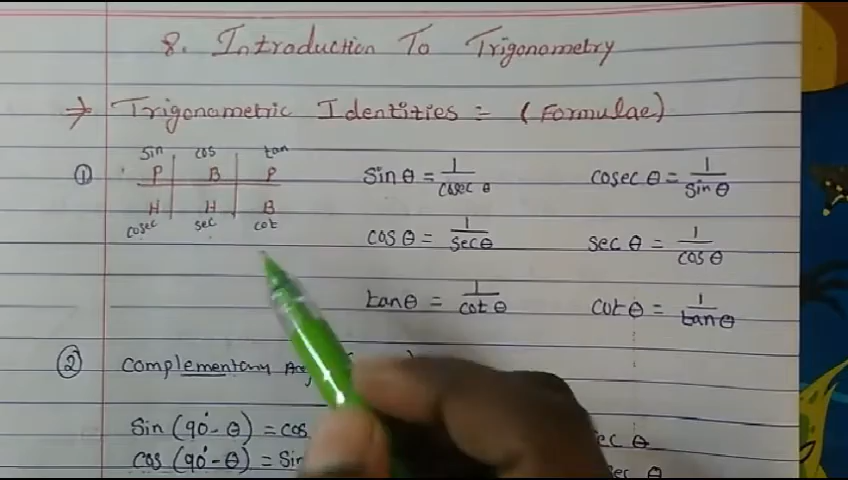 8. Introduction To Trigonometry
→ Trigonometric Identities :- (Formulae)
① sin cos tan
P B P
H H B
cosec sec cot
Sin θ = 1/cosec θ cosec θ = 1/sin θ
cos θ = 1/sec θ sec θ = 1/cos θ
tan θ = 1/cot θ cot θ = 1/tan θ
② complementary
Sin (90° - θ) = cos
cos (90° - θ) = Sin